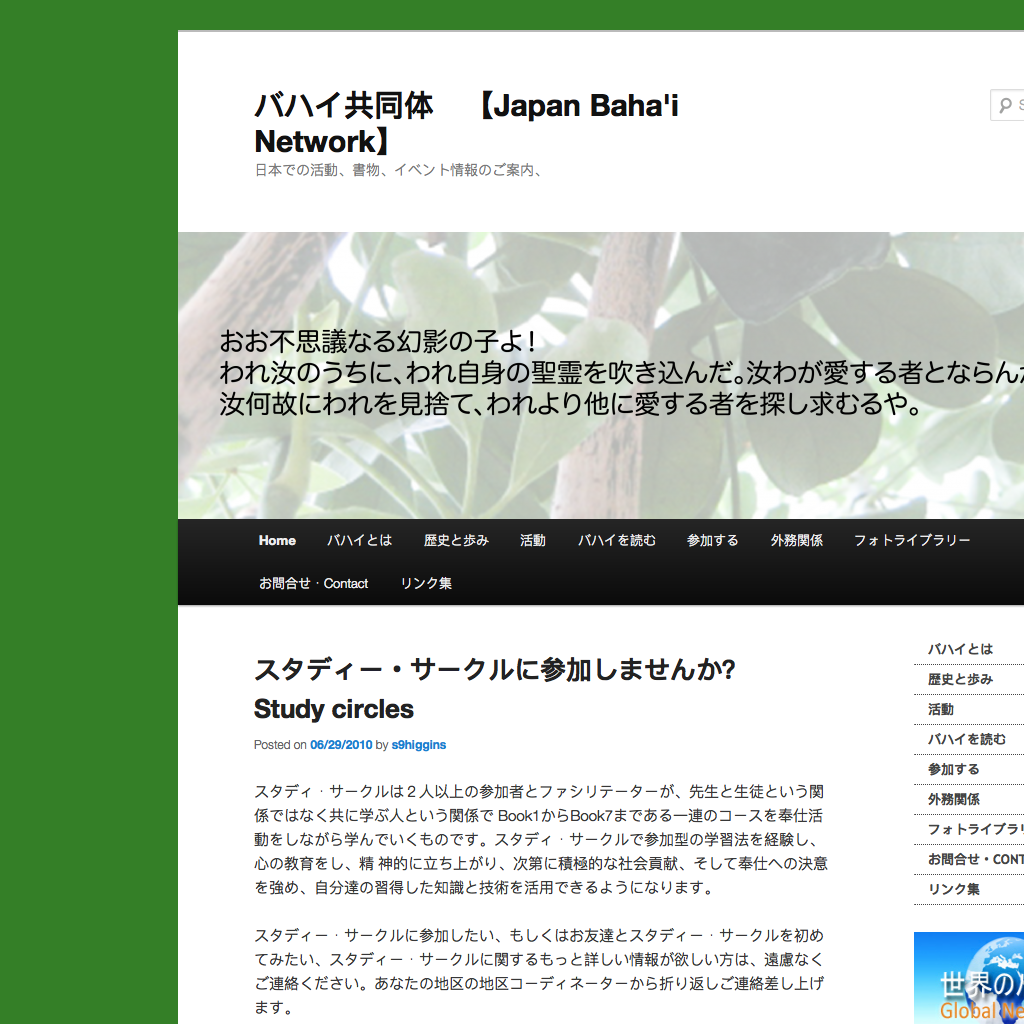 バハイ共同体　【Japan Baha'i
Network】
日本での活動、書物、イベント情報のご案内、
おお不思議なる幻影の子よ！
われ汝のうちに、われ自身の聖霊を吹き込んだ。汝わが愛する者とならんが
汝何故にわれを見捨て、われより他に愛する者を探し求むるや。
Home バハイとは 歴史と歩み 活動 バハイを読む 参加する 外務関係 フォトライブラリー
お問合せ・Contact リンク集
スタディー・サークルに参加しませんか?
Study circles
Posted on 06/29/2010 by s9higgins
スタディ・サークルは２人以上の参加者とファシリテーターが、先生と生徒という関
係ではなく共に学ぶ人という関係で Book1からBook7まである一連のコースを奉仕活
動をしながら学んでいくものです。スタディ・サークルで参加型の学習法を経験し、
心の教育をし、精 神的に立ち上がり、次第に積極的な社会貢献、そして奉仕への決意
を強め、自分達の習得した知識と技術を活用できるようになります。
スタディー・サークルに参加したい、もしくはお友達とスタディー・サークルを初め
てみたい、スタディー・サークルに関するもっと詳しい情報が欲しい方は、遠慮なく
ご連絡ください。あなたの地区の地区コーディネーターから折り返しご連絡差し上げ
ます。
バハイとは
歴史と歩み
活動
バハイを読む
参加する
外務関係
フォトライブラリ
お問合せ・CONT
リンク集
世界の
Global Ne